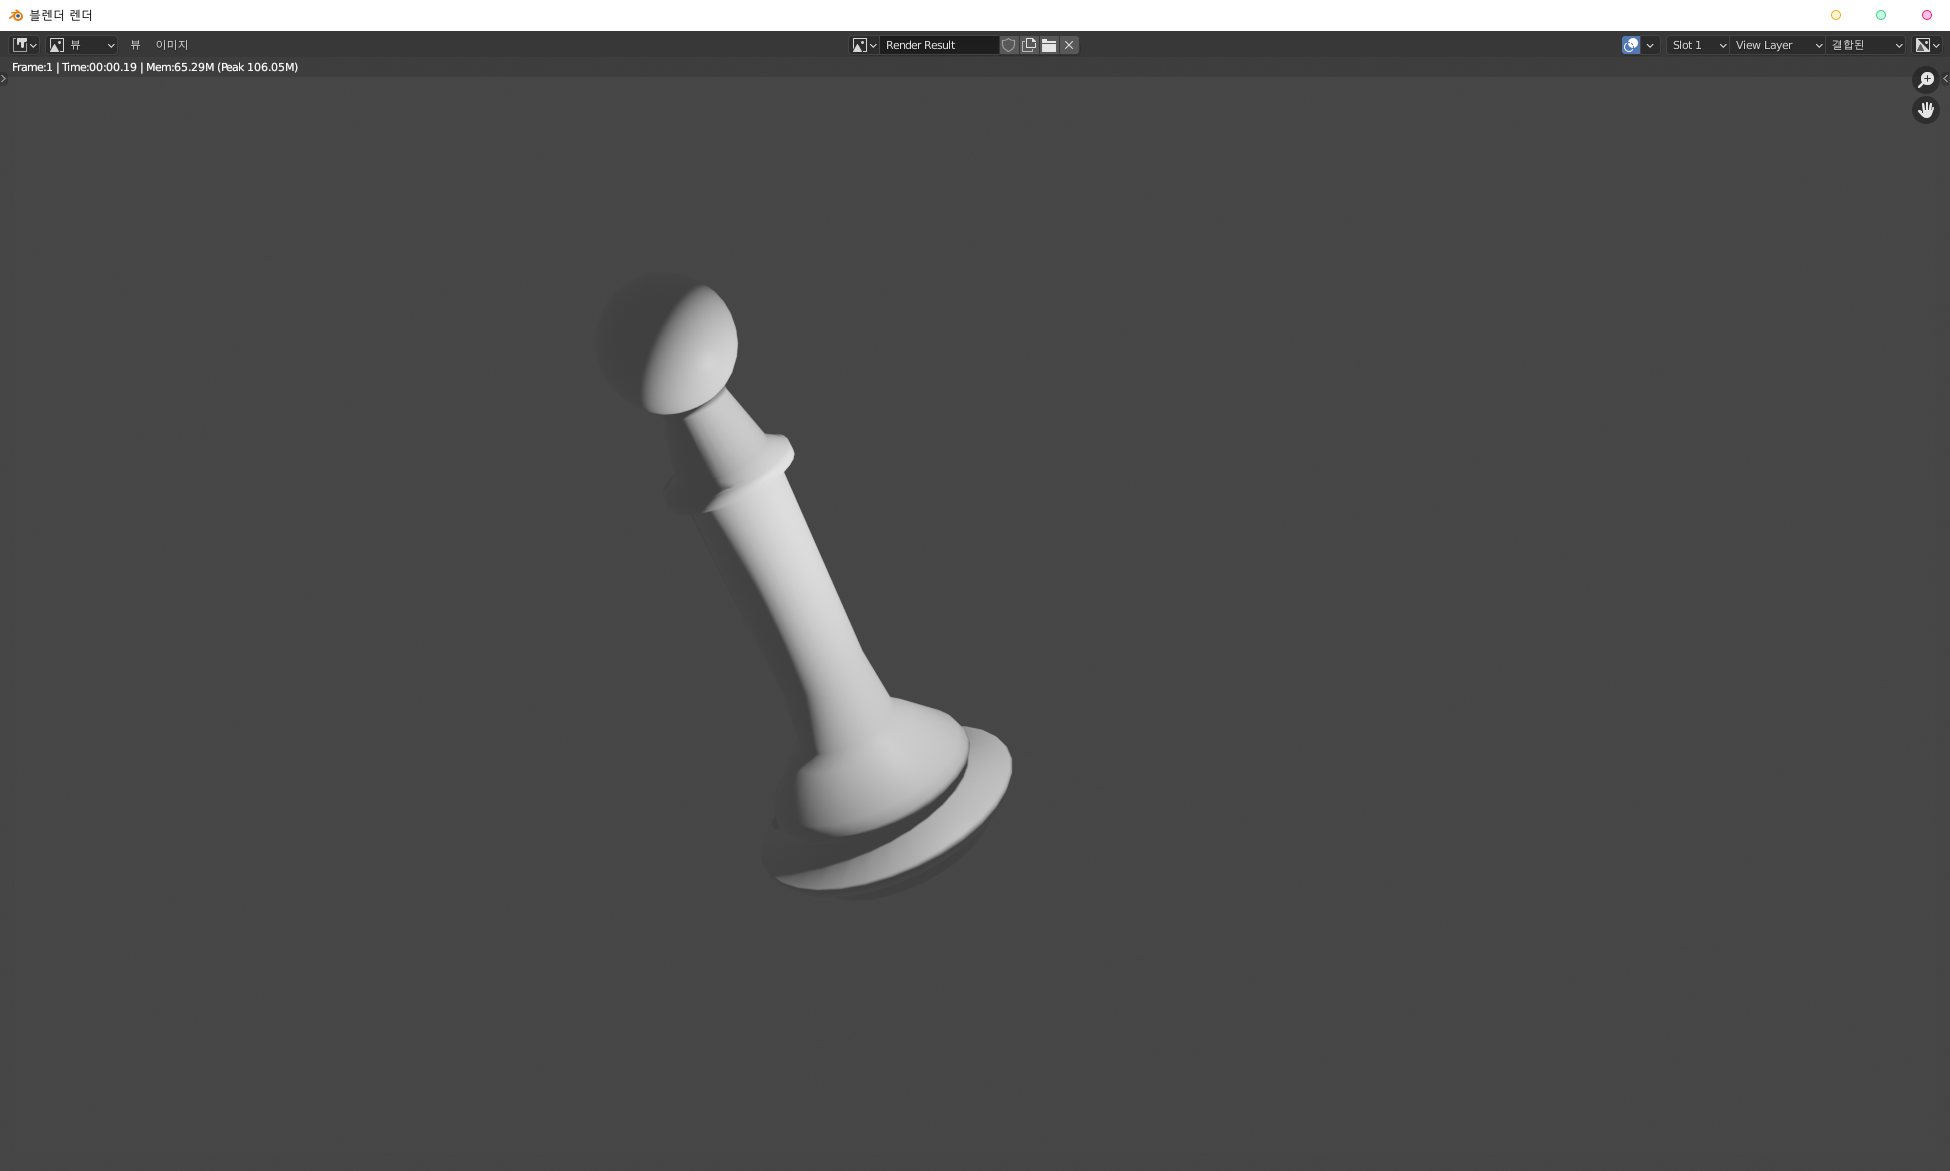 블렌더 렌더
뷰 뷰 이미지 Render Result Slot 1 View Layer 결합된
Frame:1 | Time:00:00.19 | Mem:65.29M (Peak 106.05M)